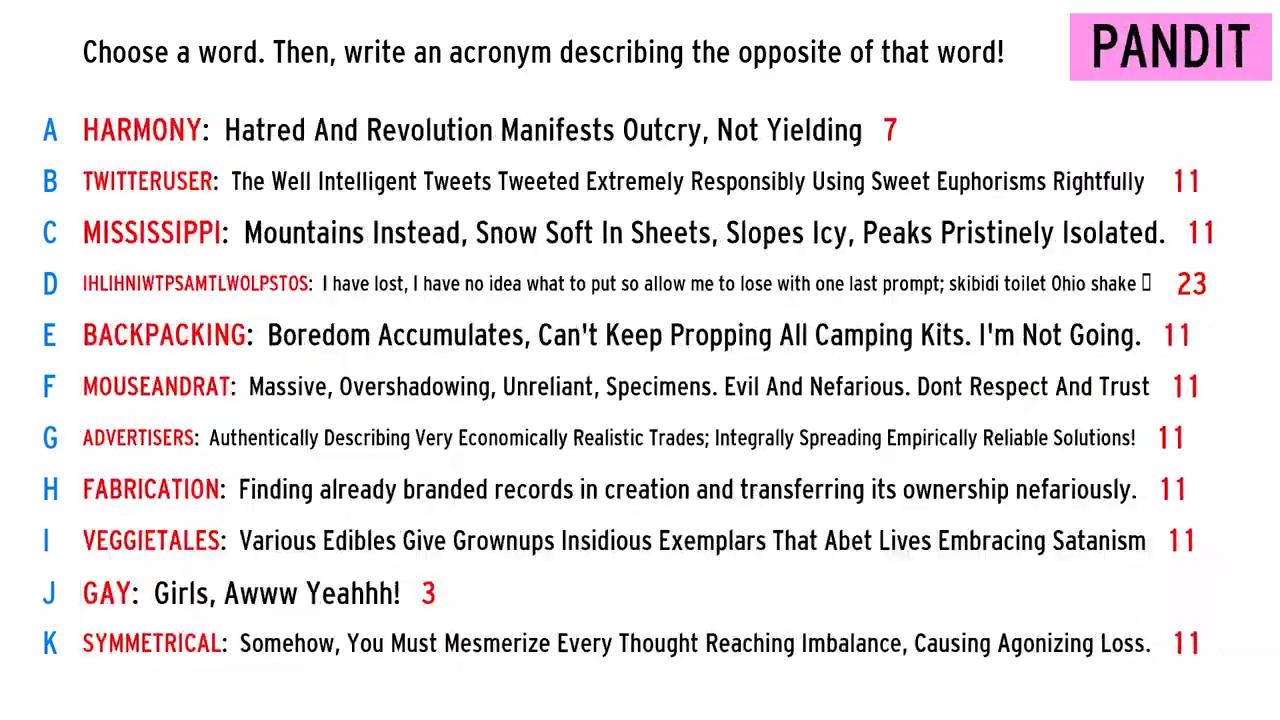 Choose a word. Then, write an acronym describing the opposite of that word!
PANDIT
A HARMONY: Hatred And Revolution Manifests Outcry, Not Yielding 7
B TWITTERUSER: The Well Intelligent Tweets Tweeted Extremely Responsibly Using Sweet Euphorisms Rightfully 11
C MISSISSIPPI: Mountains Instead, Snow Soft In Sheets, Slopes Icy, Peaks Pristinely Isolated. 11
D IHLIHNIWTPSAMTLWOLPSTOS: I have lost, I have no idea what to put so allow me to lose with one last prompt; skibidi toilet Ohio shake 23
E BACKPACKING: Boredom Accumulates, Can't Keep Propping All Camping Kits. I'm Not Going. 11
F MOUSEANDRAT: Massive, Overshadowing, Unreliant, Specimens. Evil And Nefarious. Dont Respect And Trust 11
G ADVERTISERS: Authentically Describing Very Economically Realistic Trades; Integrally Spreading Empirically Reliable Solutions! 11
H FABRICATION: Finding already branded records in creation and transferring its ownership nefariously. 11
I VEGGIETALES: Various Edibles Give Grownups Insidious Exemplars That Abet Lives Embracing Satanism 11
J GAY: Girls, Awww Yeahhh! 3
K SYMMETRICAL: Somehow, You Must Mesmerize Every Thought Reaching Imbalance, Causing Agonizing Loss. 11